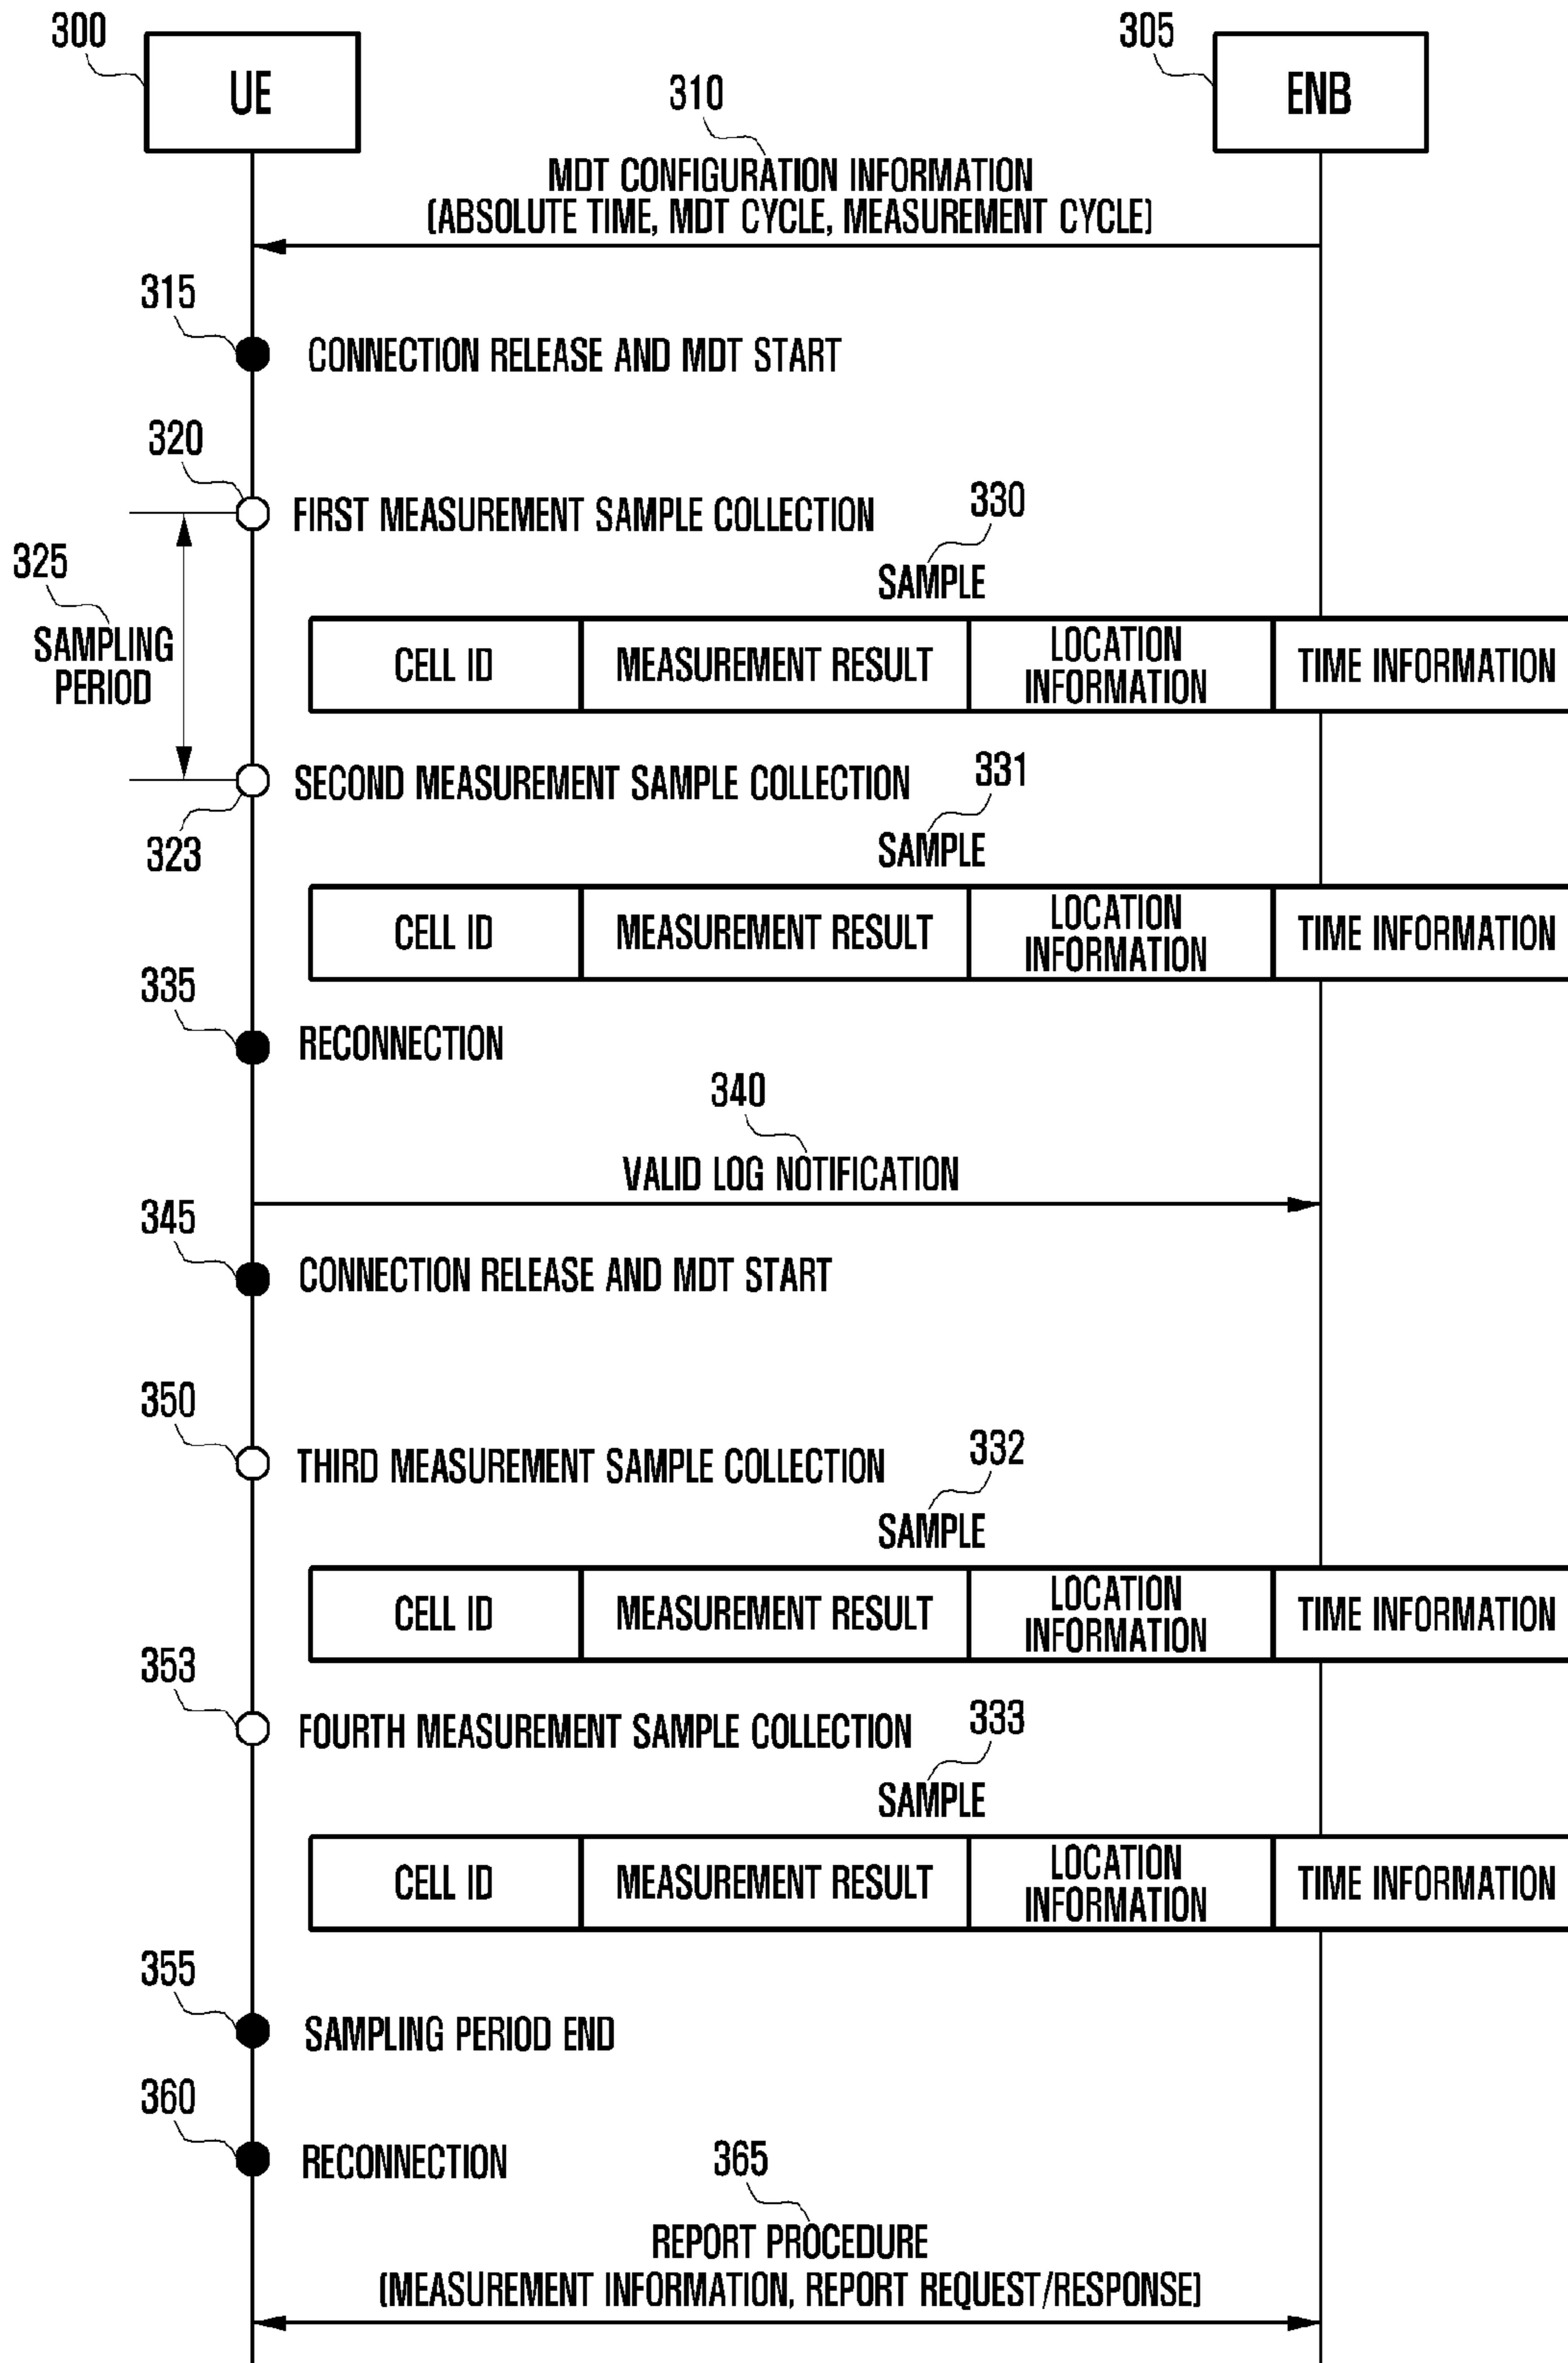 300
UE
305
ENB
310
MDT CONFIGURATION INFORMATION
(ABSOLUTE TIME, MDT CYCLE, MEASUREMENT CYCLE)
315
CONNECTION RELEASE AND MDT START
320
FIRST MEASUREMENT SAMPLE COLLECTION
330
SAMPLE
325
SAMPLING
PERIOD
CELL ID
MEASUREMENT RESULT
LOCATION
INFORMATION
TIME INFORMATION
SECOND MEASUREMENT SAMPLE COLLECTION
331
323
SAMPLE
CELL ID
MEASUREMENT RESULT
LOCATION
INFORMATION
TIME INFORMATION
335
RECONNECTION
340
VALID LOG NOTIFICATION
345
CONNECTION RELEASE AND MDT START
350
THIRD MEASUREMENT SAMPLE COLLECTION
332
SAMPLE
CELL ID
MEASUREMENT RESULT
LOCATION
INFORMATION
TIME INFORMATION
353
FOURTH MEASUREMENT SAMPLE COLLECTION
333
SAMPLE
CELL ID
MEASUREMENT RESULT
LOCATION
INFORMATION
TIME INFORMATION
355
SAMPLING PERIOD END
360
RECONNECTION
365
REPORT PROCEDURE
(MEASUREMENT INFORMATION, REPORT REQUEST/RESPONSE)